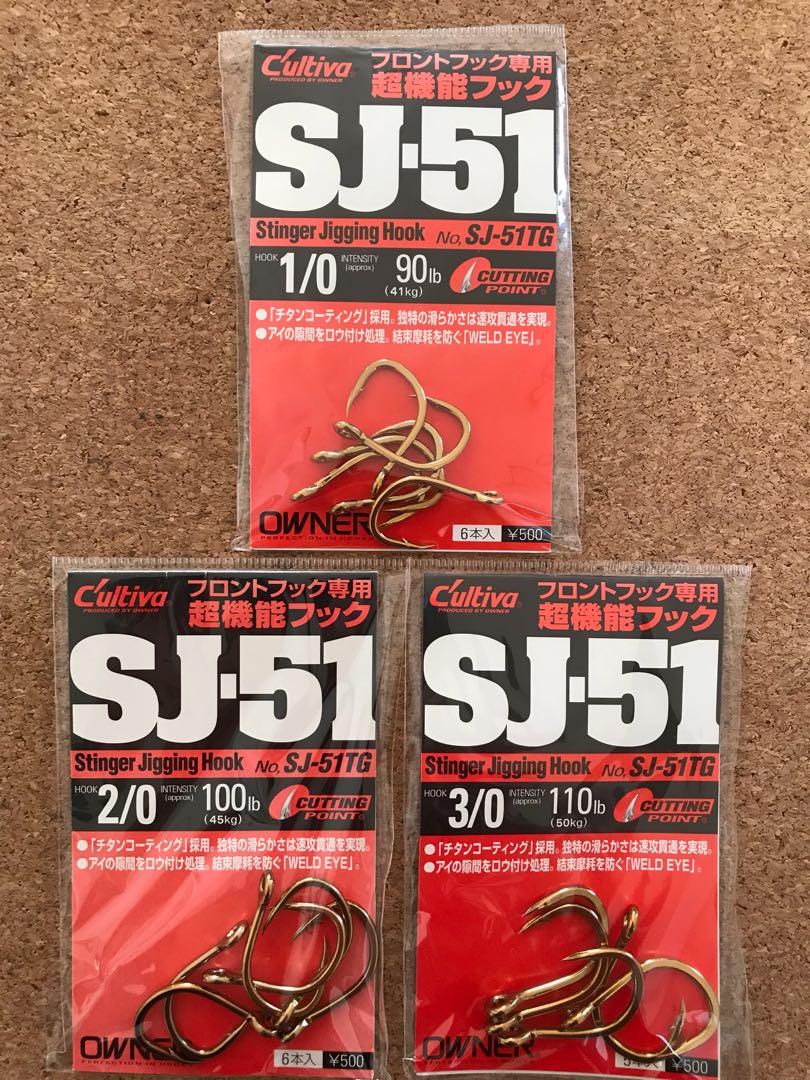 C'ultiva
PRODUCED BY OWNER
フロントフック専用
超機能フック
SJ-51
Stinger Jigging Hook No, SJ-51TG
HOOK 1/0 INTENSITY (approx) 90lb (41kg) CUTTING POINT®
●「チタンコーティング」採用。独特の滑らかさは速攻貫通を実現。
●アイの隙間をロウ付け処理。結束摩耗を防ぐ「WELD EYE」。
OWNER
PERFECTION IN HOOKS
6本入 ¥500
C'ultiva
PRODUCED BY OWNER
フロントフック専用
超機能フック
SJ-51
Stinger Jigging Hook No, SJ-51TG
HOOK 2/0 INTENSITY (approx) 100lb (45kg) CUTTING POINT®
●「チタンコーティング」採用。独特の滑らかさは速攻貫通を実現。
●アイの隙間をロウ付け処理。結束摩耗を防ぐ「WELD EYE」。
OWNER
PERFECTION IN HOOKS
6本入 ¥500
C'ultiva®
PRODUCED BY OWNER
フロントフック専用
超機能フック
SJ-51
Stinger Jigging Hook No, SJ-51TG
HOOK 3/0 INTENSITY (approx) 110lb (50kg) CUTTING POINT®
●「チタンコーティング」採用。独特の滑らかさは速攻貫通を実現。
●アイの隙間をロウ付け処理。結束摩耗を防ぐ「WELD EYE」。
OWNER
PERFECTION IN HOOKS
5本入 ¥500